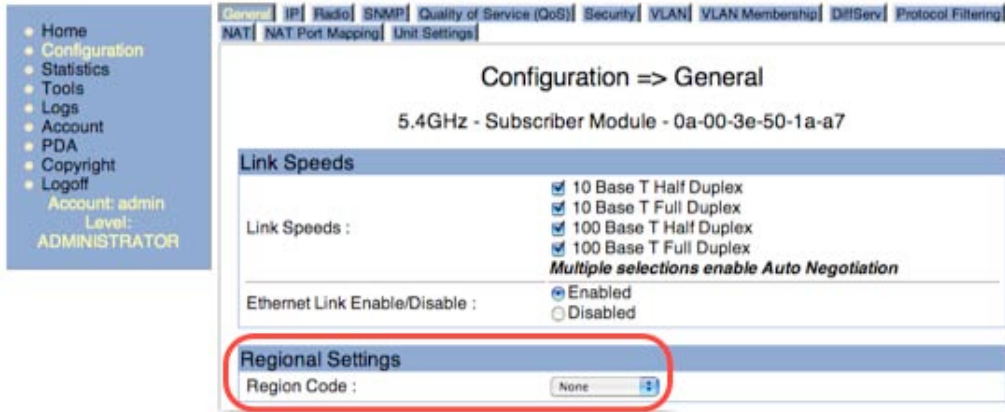 Home
Configuration
Statistics
Tools
Logs
Account
PDA
Copyright
Logoff
Account: admin
Level:
ADMINISTRATOR
General IP Radio SNMP Quality of Service (QoS) Security VLAN VLAN Membership DiffServ Protocol Filtering
NAT NAT Port Mapping Unit Settings
Configuration => General
5.4GHz - Subscriber Module - 0a-00-3e-50-1a-a7
Link Speeds
Link Speeds :
10 Base T Half Duplex
10 Base T Full Duplex
100 Base T Half Duplex
100 Base T Full Duplex
Multiple selections enable Auto Negotiation
Ethernet Link Enable/Disable :
Enabled
Disabled
Regional Settings
Region Code : None